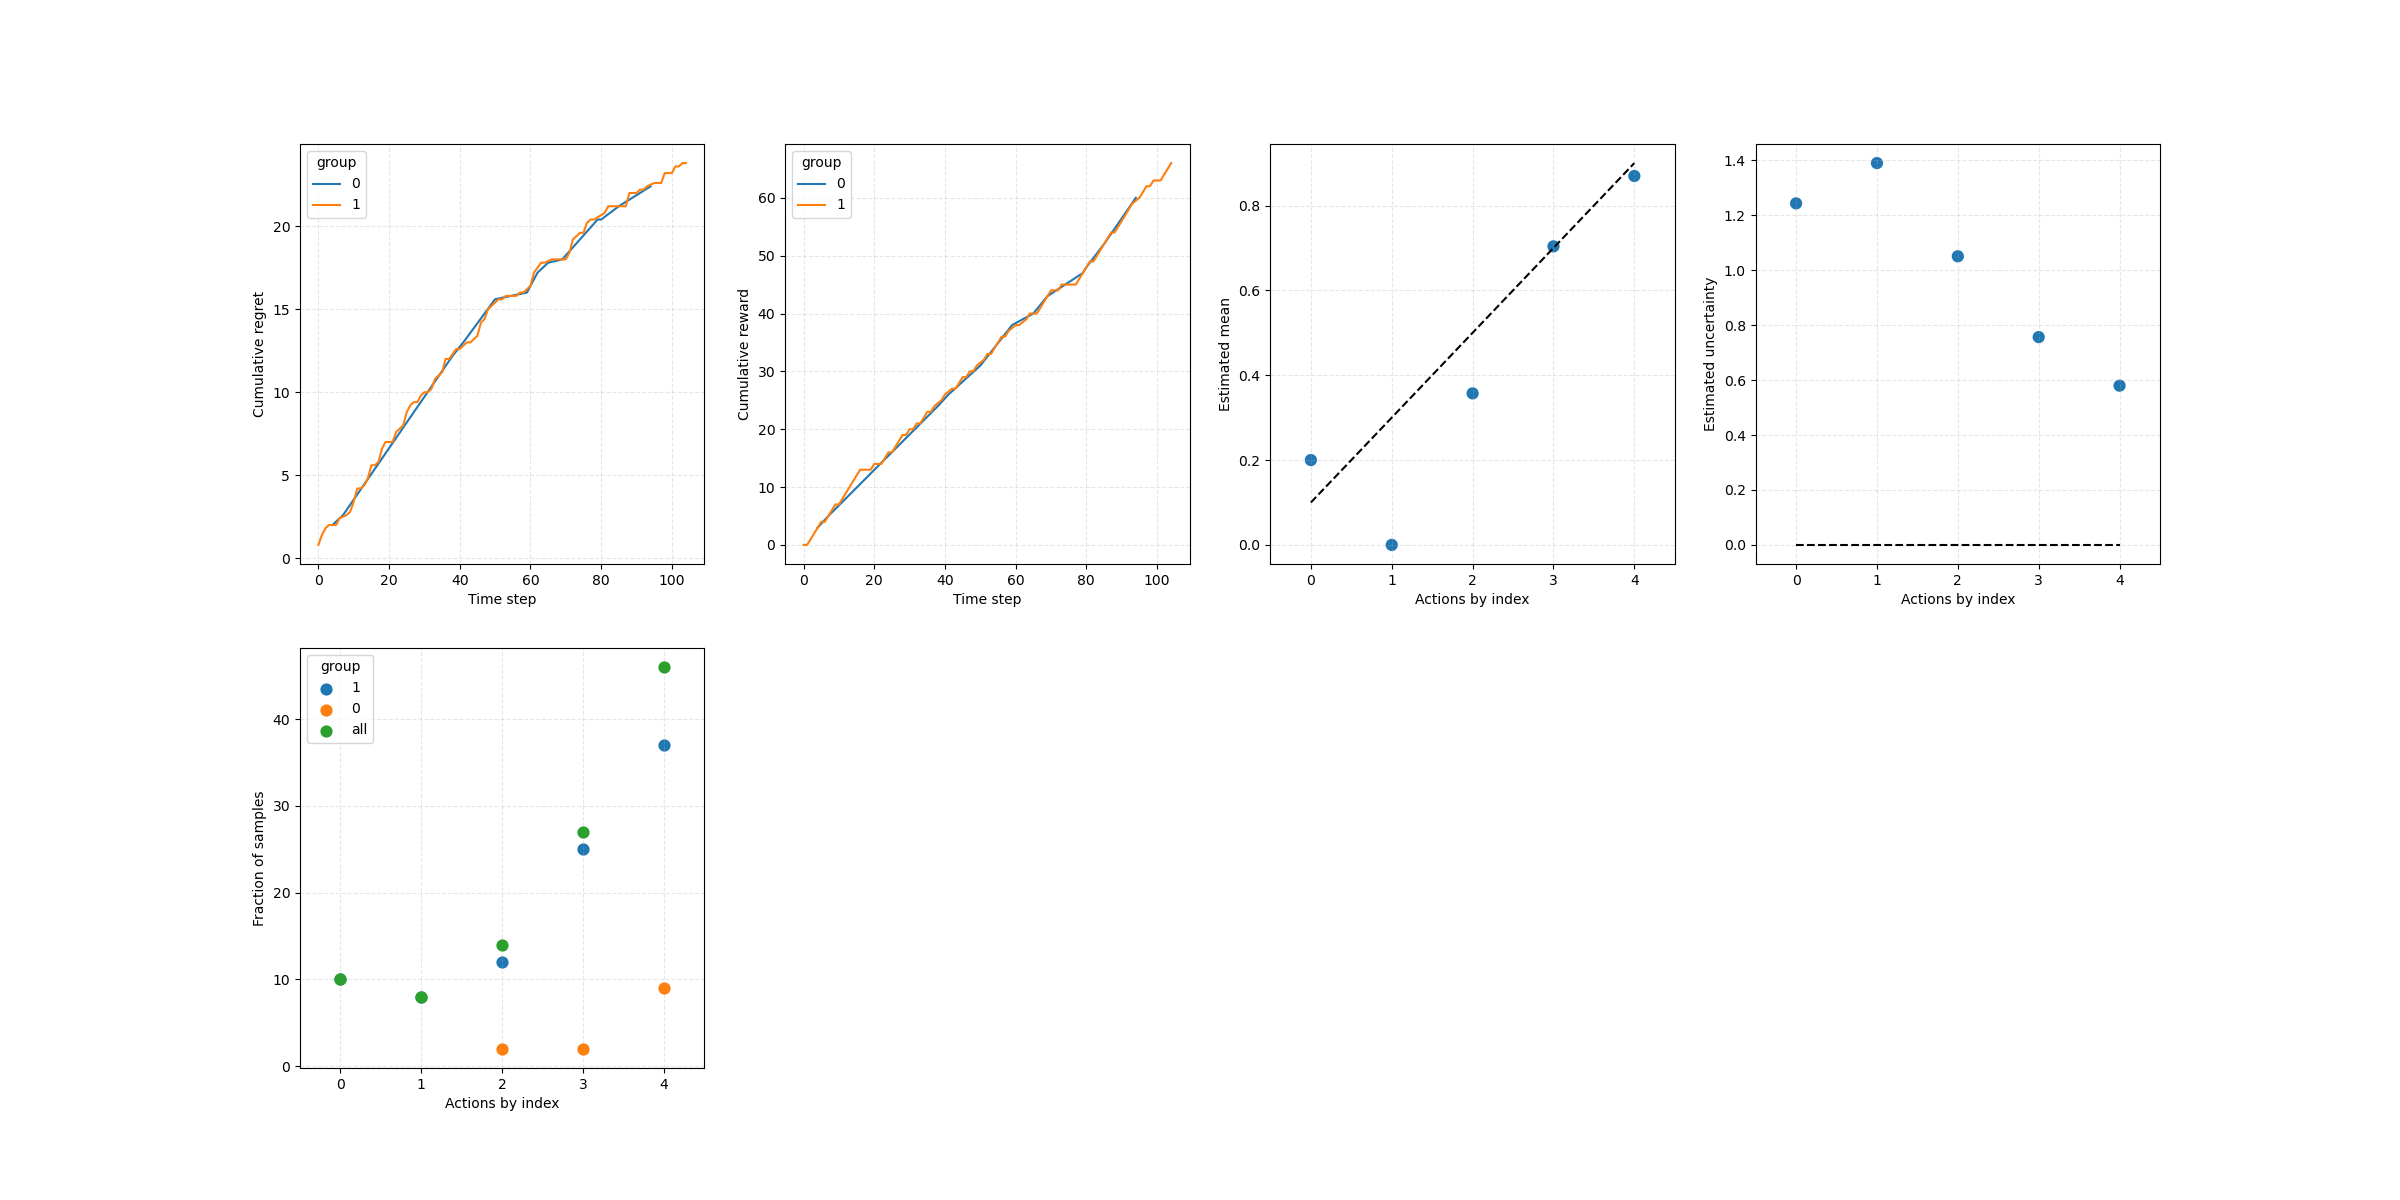 group
0
1
Cumulative regret
0
5
10
15
20
0 20 40 60 80 100
Time step
group
0
1
Cumulative reward
60
50
40
30
20
10
0
0 20 40 60 80 100
Time step
Estimated mean
0.8
0.6
0.4
0.2
0.0
0 1 2 3 4
Actions by index
Estimated uncertainty
1.4
1.2
1.0
0.8
0.6
0.4
0.2
0.0
0 1 2 3 4
Actions by index
group
1
0
all
Fraction of samples
40
30
20
10
0
0 1 2 3 4
Actions by index